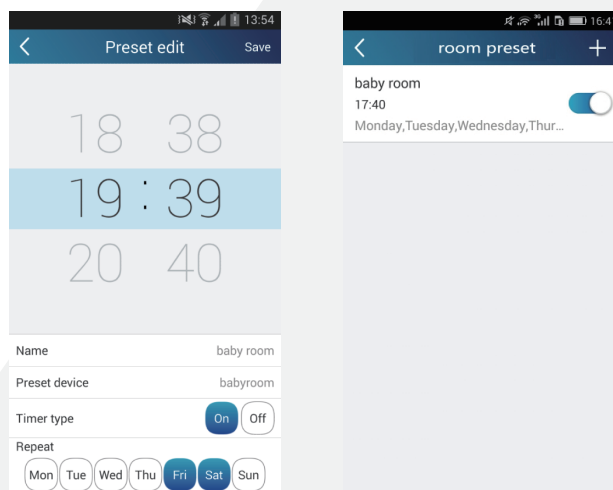 13:54
Preset edit
Save
18 38
19 : 39
20 40
Name
baby room
Preset device
babyroom
Timer type
On
Off
Repeat
Mon
Tue
Wed
Thu
Fri
Sat
Sun
16:4
room preset
+
baby room
17:40
Monday,Tuesday,Wednesday,Thur...